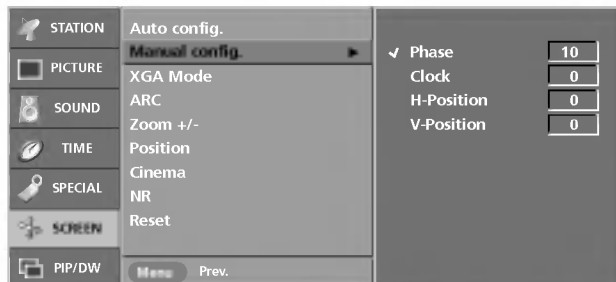 STATION
PICTURE
SOUND
TIME
SPECIAL
SCREEN
PIP/DW
Auto config.
Manual config.
XGA Mode
ARC
Zoom +/-
Position
Cinema
NR
Reset
Menu Prev.
Phase 10
Clock 0
H-Position 0
V-Position 0